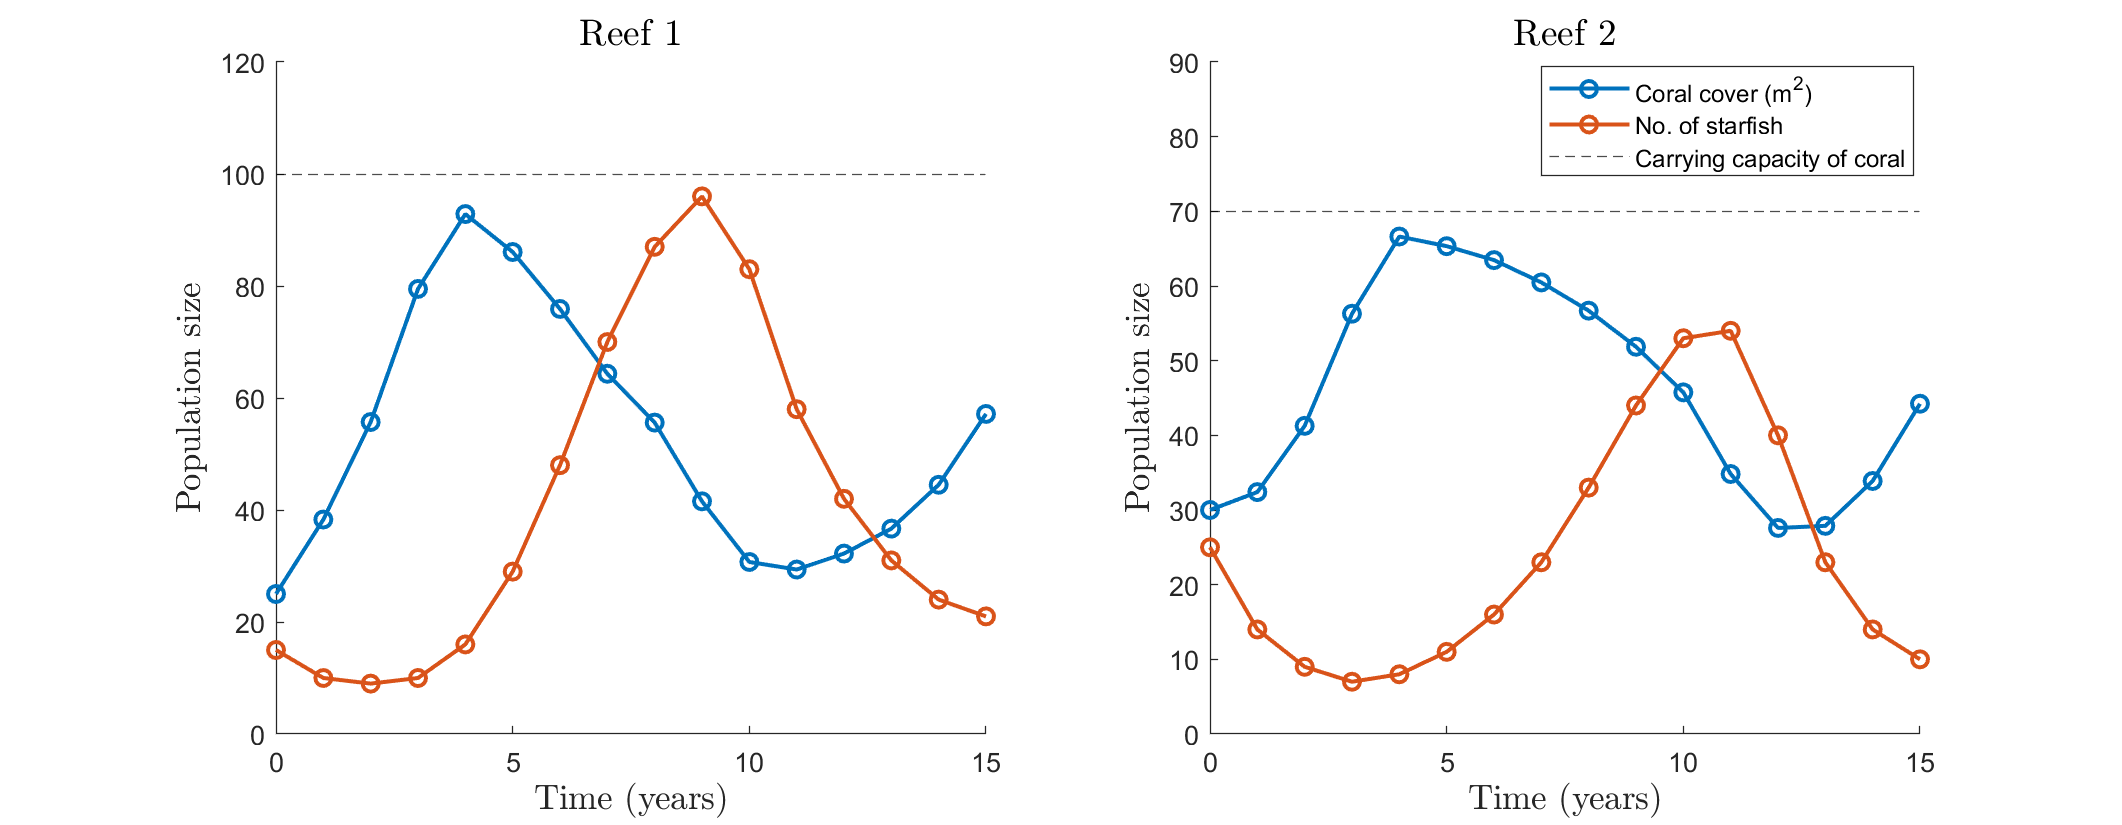 Reef 1
120
100
80
60
40
20
0
Population size
0 5 10 15
Time (years)
Reef 2
90
80
70
60
50
40
30
20
10
0
Population size
0 5 10 15
Time (years)
Coral cover (m²)
No. of starfish
Carrying capacity of coral